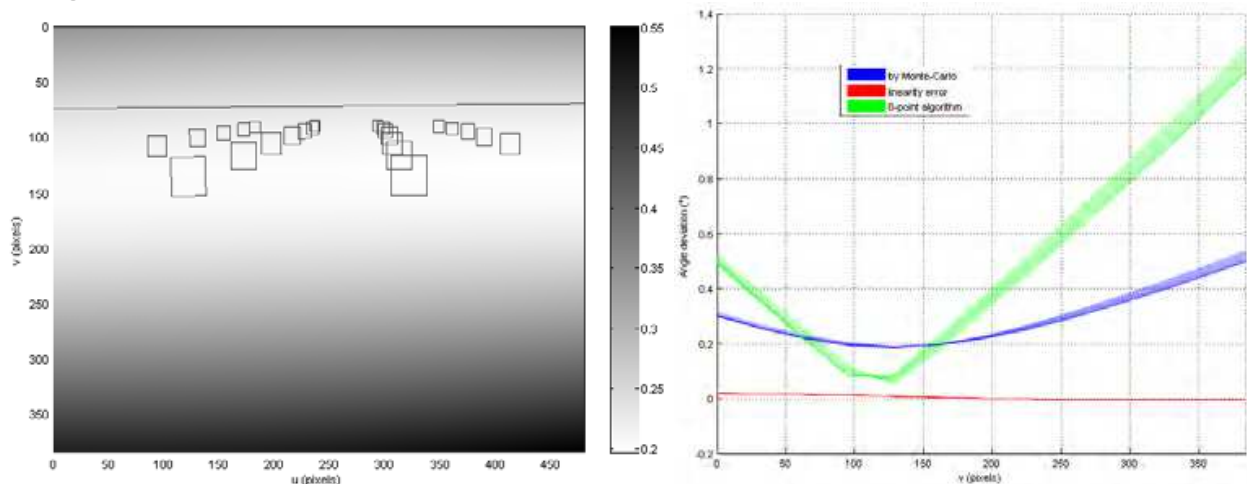 0
50
100
150
200
250
300
350
v (pixels)
0 50 100 150 200 250 300 350 400 450
u (pixels)
0.55
0.5
0.45
0.4
0.35
0.3
0.25
0.2
1.4
1.2
1
0.8
0.6
0.4
0.2
0
-0.2
Angle deviation (°)
by Monte-Carlo
linearity error
8-point algorithm
0 50 100 150 200 250 300 350
v (pixels)